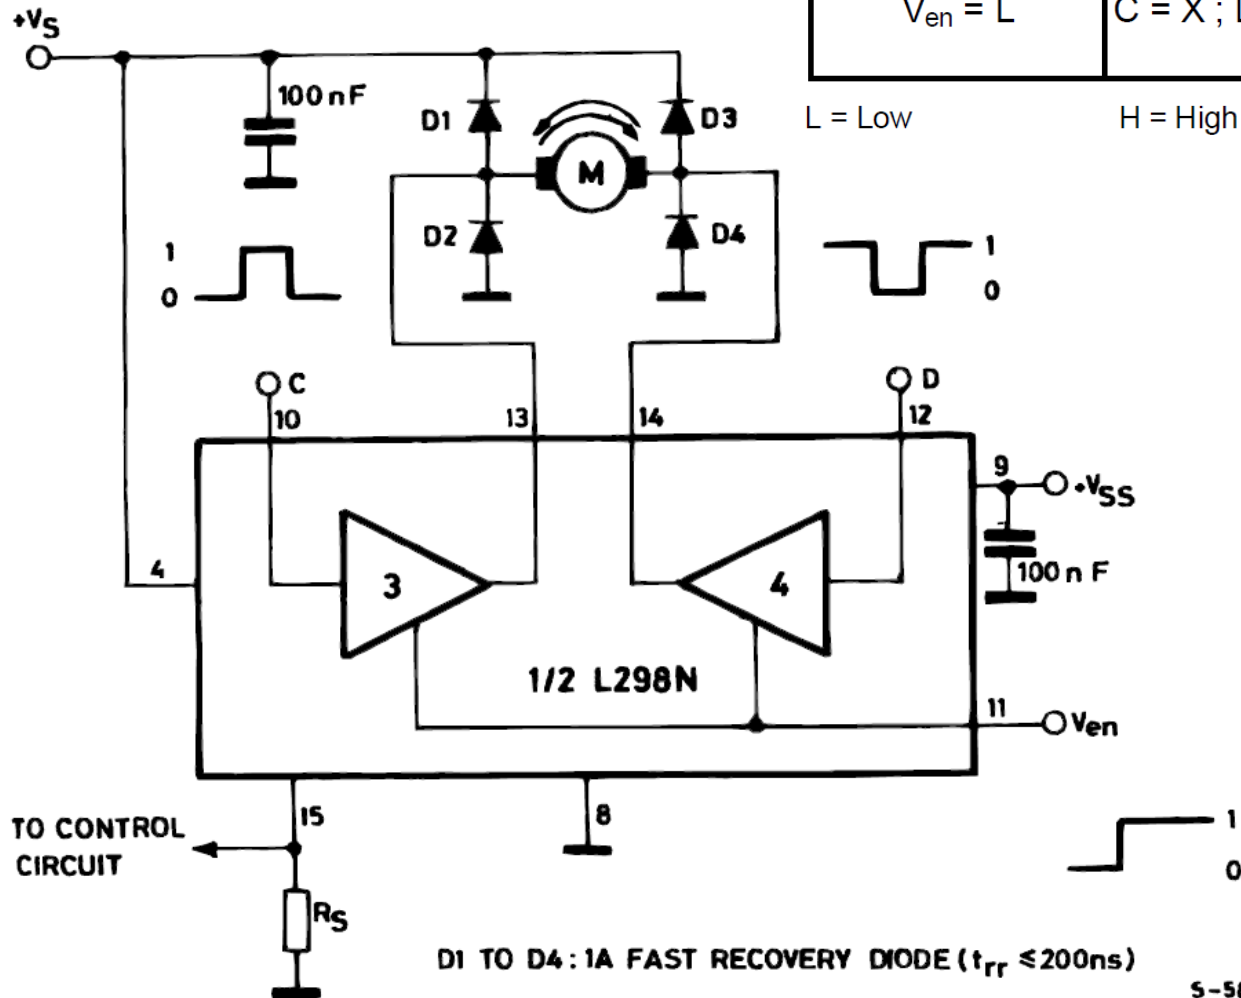 +VS
Ven = L
C = X ; D
100 nF
L = Low
H = High
D1
D3
M
D2
D4
1
0
1
0
C
D
10
13
14
12
9
+VSS
4
3
4
100 n F
1/2 L298N
11
Ven
15
8
TO CONTROL
CIRCUIT
1
0
RS
D1 TO D4 : 1A FAST RECOVERY DIODE ( trr ≤ 200ns )